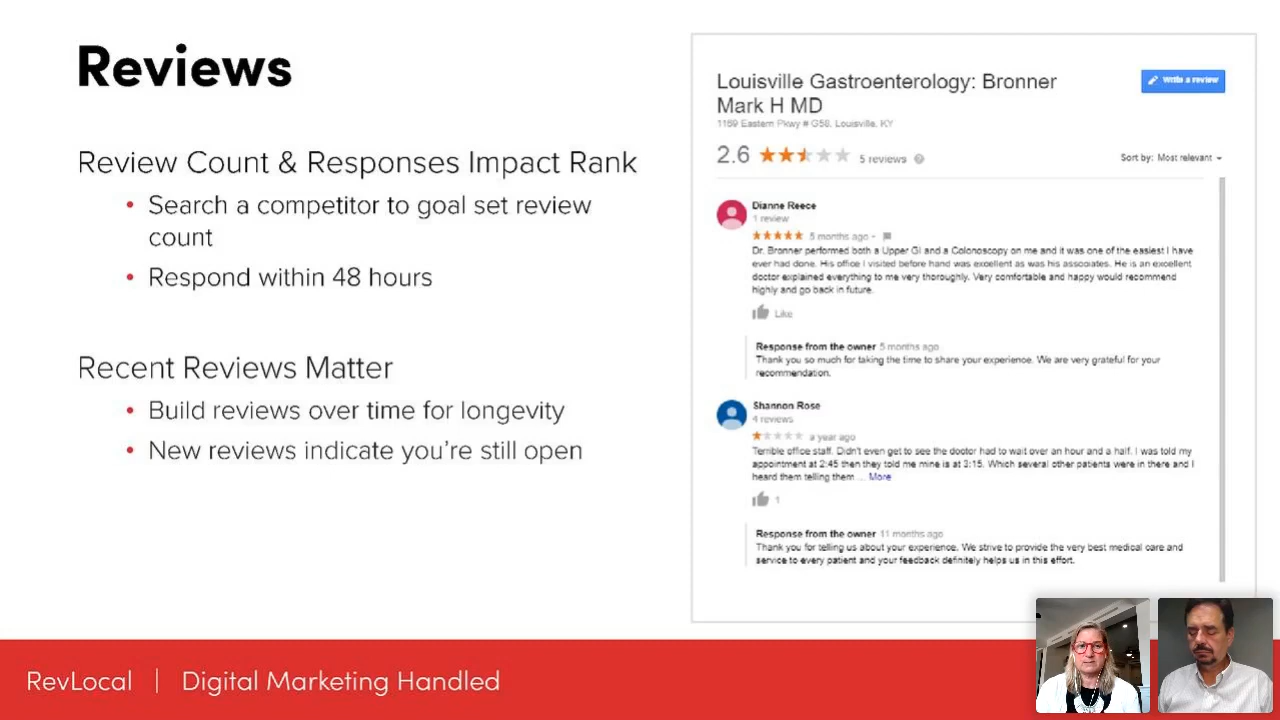 Reviews
Review Count & Responses Impact Rank
• Search a competitor to goal set review
count
• Respond within 48 hours
Recent Reviews Matter
• Build reviews over time for longevity
• New reviews indicate you're still open
Louisville Gastroenterology: Bronner
Mark H MD
1169 Eastern Pkwy # G58, Louisville, KY
Write a review
2.6 5 reviews
Sort by: Most relevant
Dianne Reece
1 review
5 months ago
Dr. Bronner performed both a Upper GI and a Colonoscopy on me and it was one of the easiest I have
ever had done. His office I visited before hand was excellent as was his associates. He is an excellent
doctor explained everything to me very thoroughly. Very comfortable and happy would recommend
highly and go back in future.
Like
Response from the owner 5 months ago
Thank you so much for taking the time to share your experience. We are very grateful for your
recommendation.
Shannon Rose
4 reviews
a year ago
Terrible office staff. Didn't even get to see the doctor had to wait over an hour and a half. I was told my
appointment at 2:45 then they told me mine is at 3:15. Which several other patients were in there and I
heard them telling them ... More
1
Response from the owner 11 months ago
Thank you for telling us about your experience. We strive to provide the very best medical care and
service to every patient and your feedback definitely helps us in this effort.
RevLocal | Digital Marketing Handled